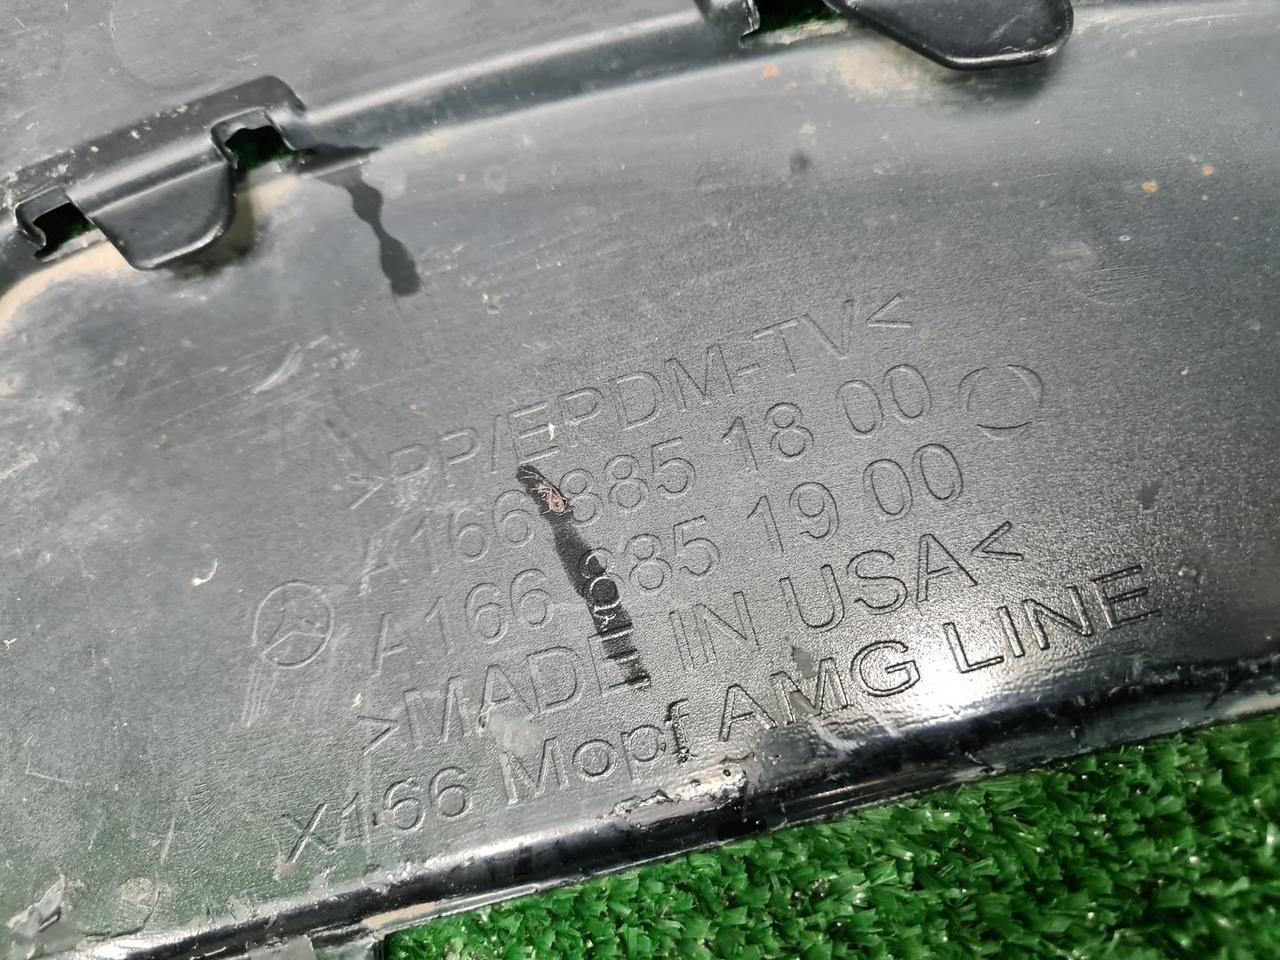 >PP/EPDM-TV<
A166 885 18 00
A166 885 19 00
>MADE IN USA<
X166 Mopf AMG LINE